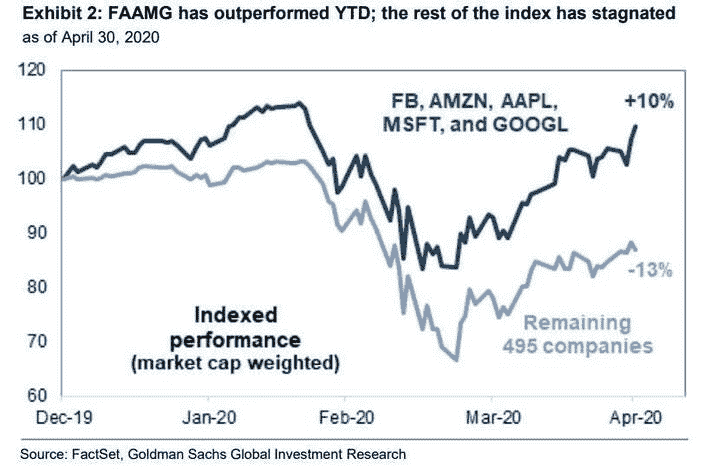 Exhibit 2: FAAMG has outperformed YTD; the rest of the index has stagnated
as of April 30, 2020
120
110
100
90
80
70
60
FB, AMZN, AAPL,
MSFT, and GOOGL
+10%
-13%
Indexed
performance
(market cap weighted)
Remaining
495 companies
Dec-19 Jan-20 Feb-20 Mar-20 Apr-20
Source: FactSet, Goldman Sachs Global Investment Research